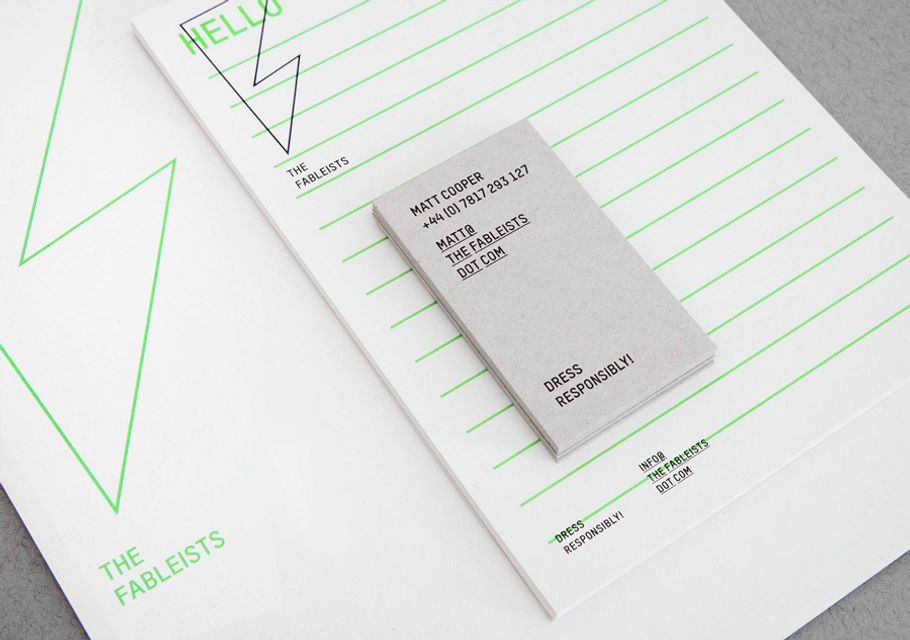 HELLO
THE
FABLEISTS
MATT COOPER
+44 (0) 7817 293 127
MATT@
THE FABLEISTS
DOT COM
DRESS
RESPONSIBLY!
INFO@
THE FABLEISTS
DOT COM
DRESS
RESPONSIBLY!
THE
FABLEISTS